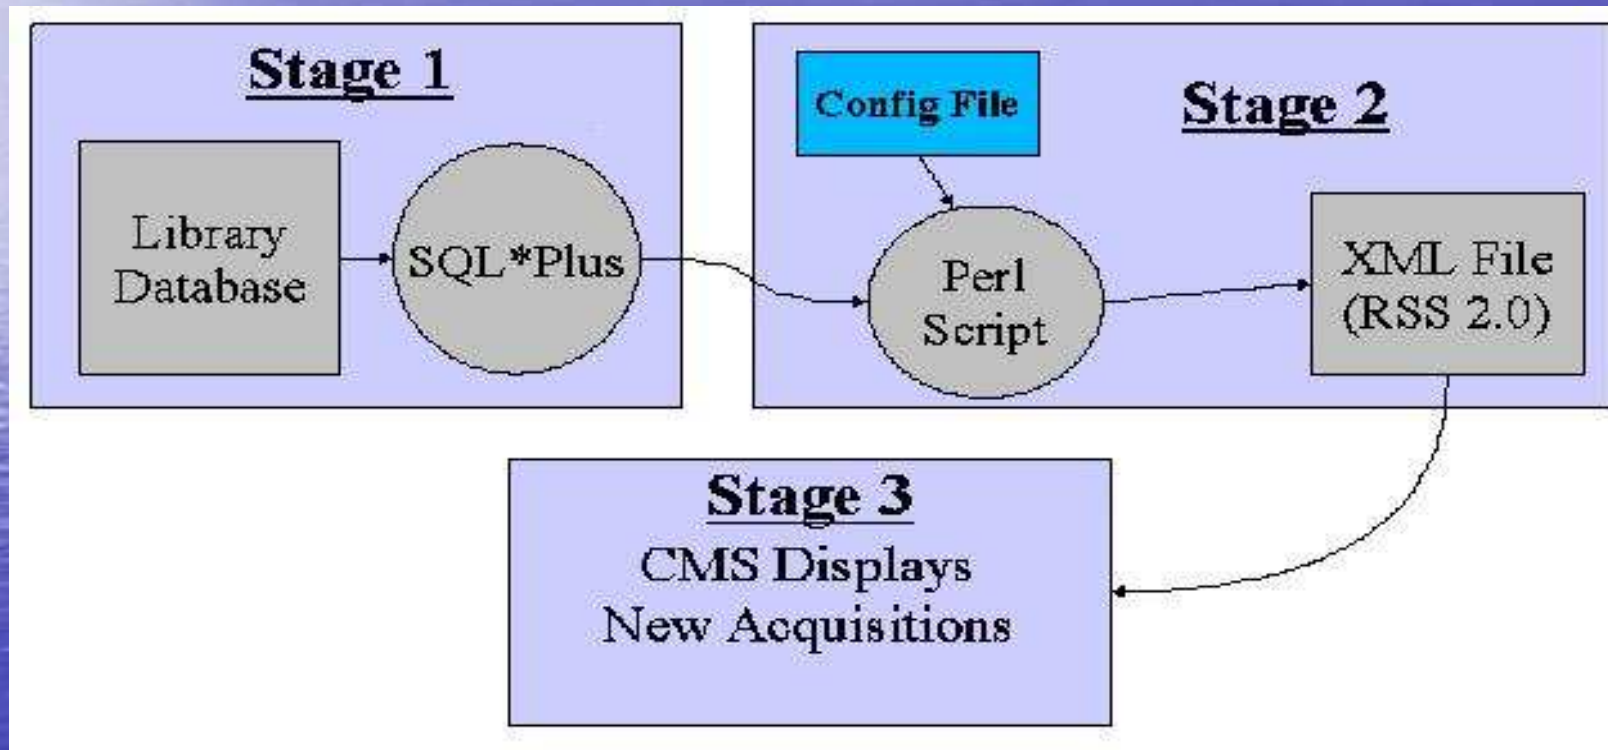 Stage 1
Library
Database
SQL*Plus
Stage 2
Config File
Perl
Script
XML File
(RSS 2.0)
Stage 3
CMS Displays
New Acquisitions